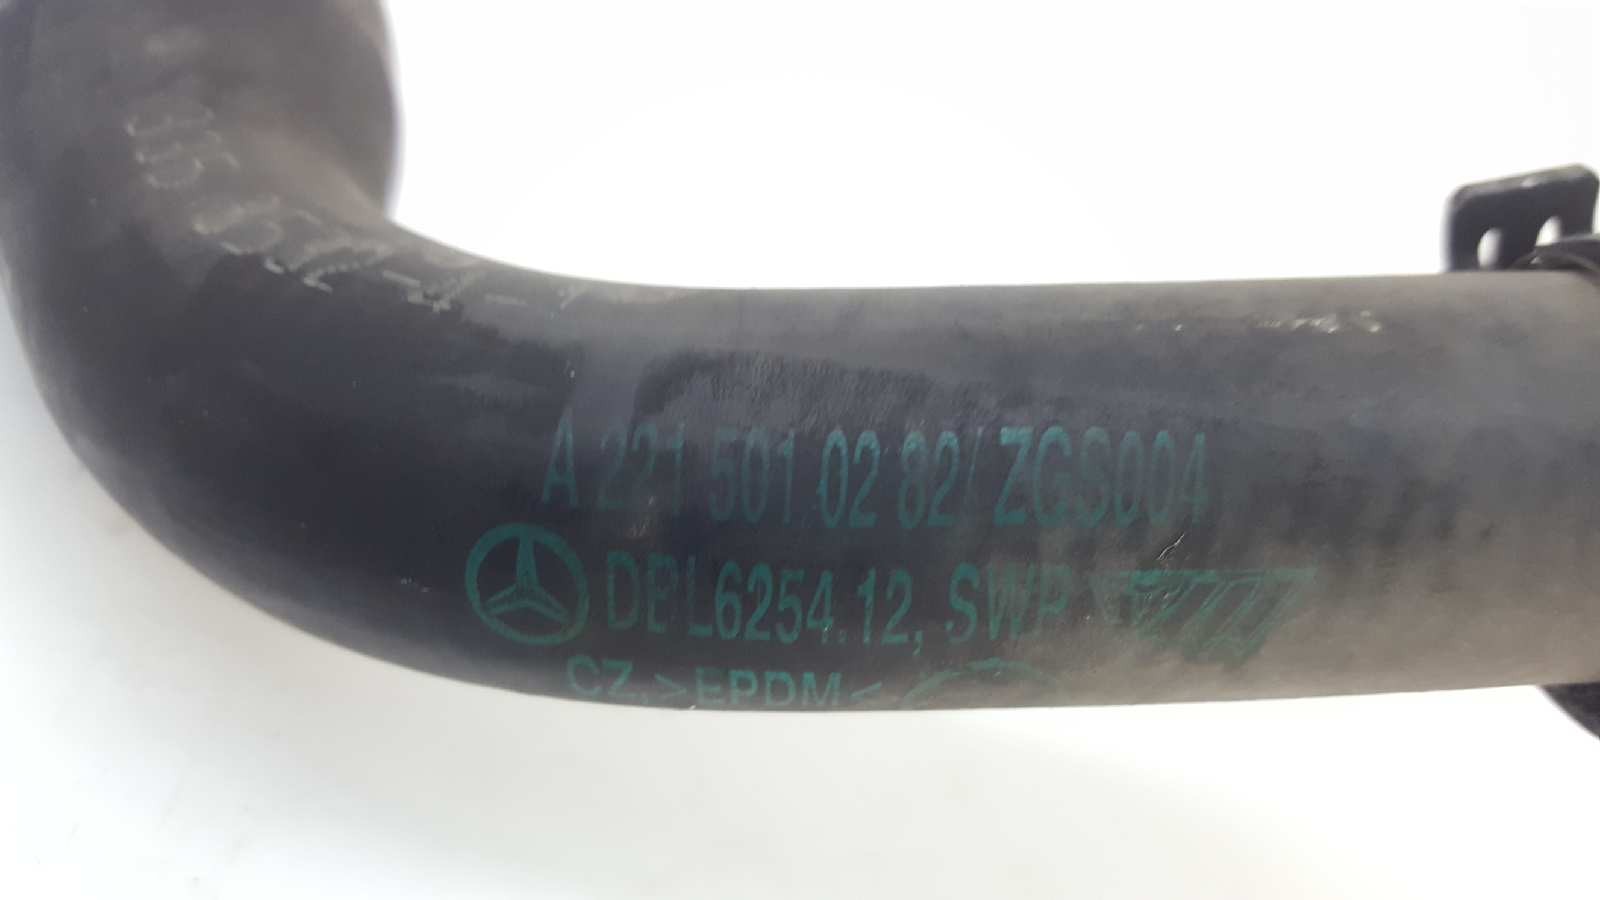 A 221 501 02 82/ ZGS004
DBL6254.12, SWP
CZ, >EPDM<